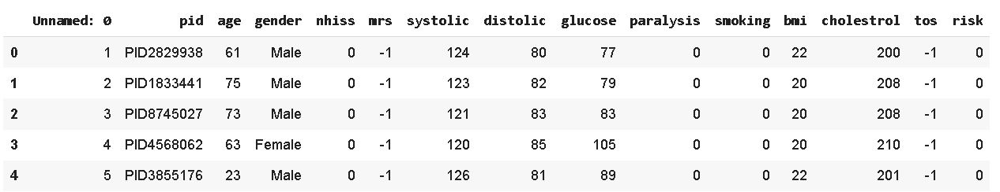 Unnamed: 0 pid age gender nhiss mrs systolic distolic glucose paralysis smoking bmi cholestrol tos risk
0 1 PID2829938 61 Male 0 -1 124 80 77 0 0 22 200 -1 0
1 2 PID1833441 75 Male 0 -1 123 82 79 0 0 20 208 -1 0
2 3 PID8745027 73 Male 0 -1 121 83 83 0 0 20 208 -1 0
3 4 PID4568062 63 Female 0 -1 120 85 105 0 0 20 210 -1 0
4 5 PID3855176 23 Male 0 -1 126 81 89 0 0 22 201 -1 0